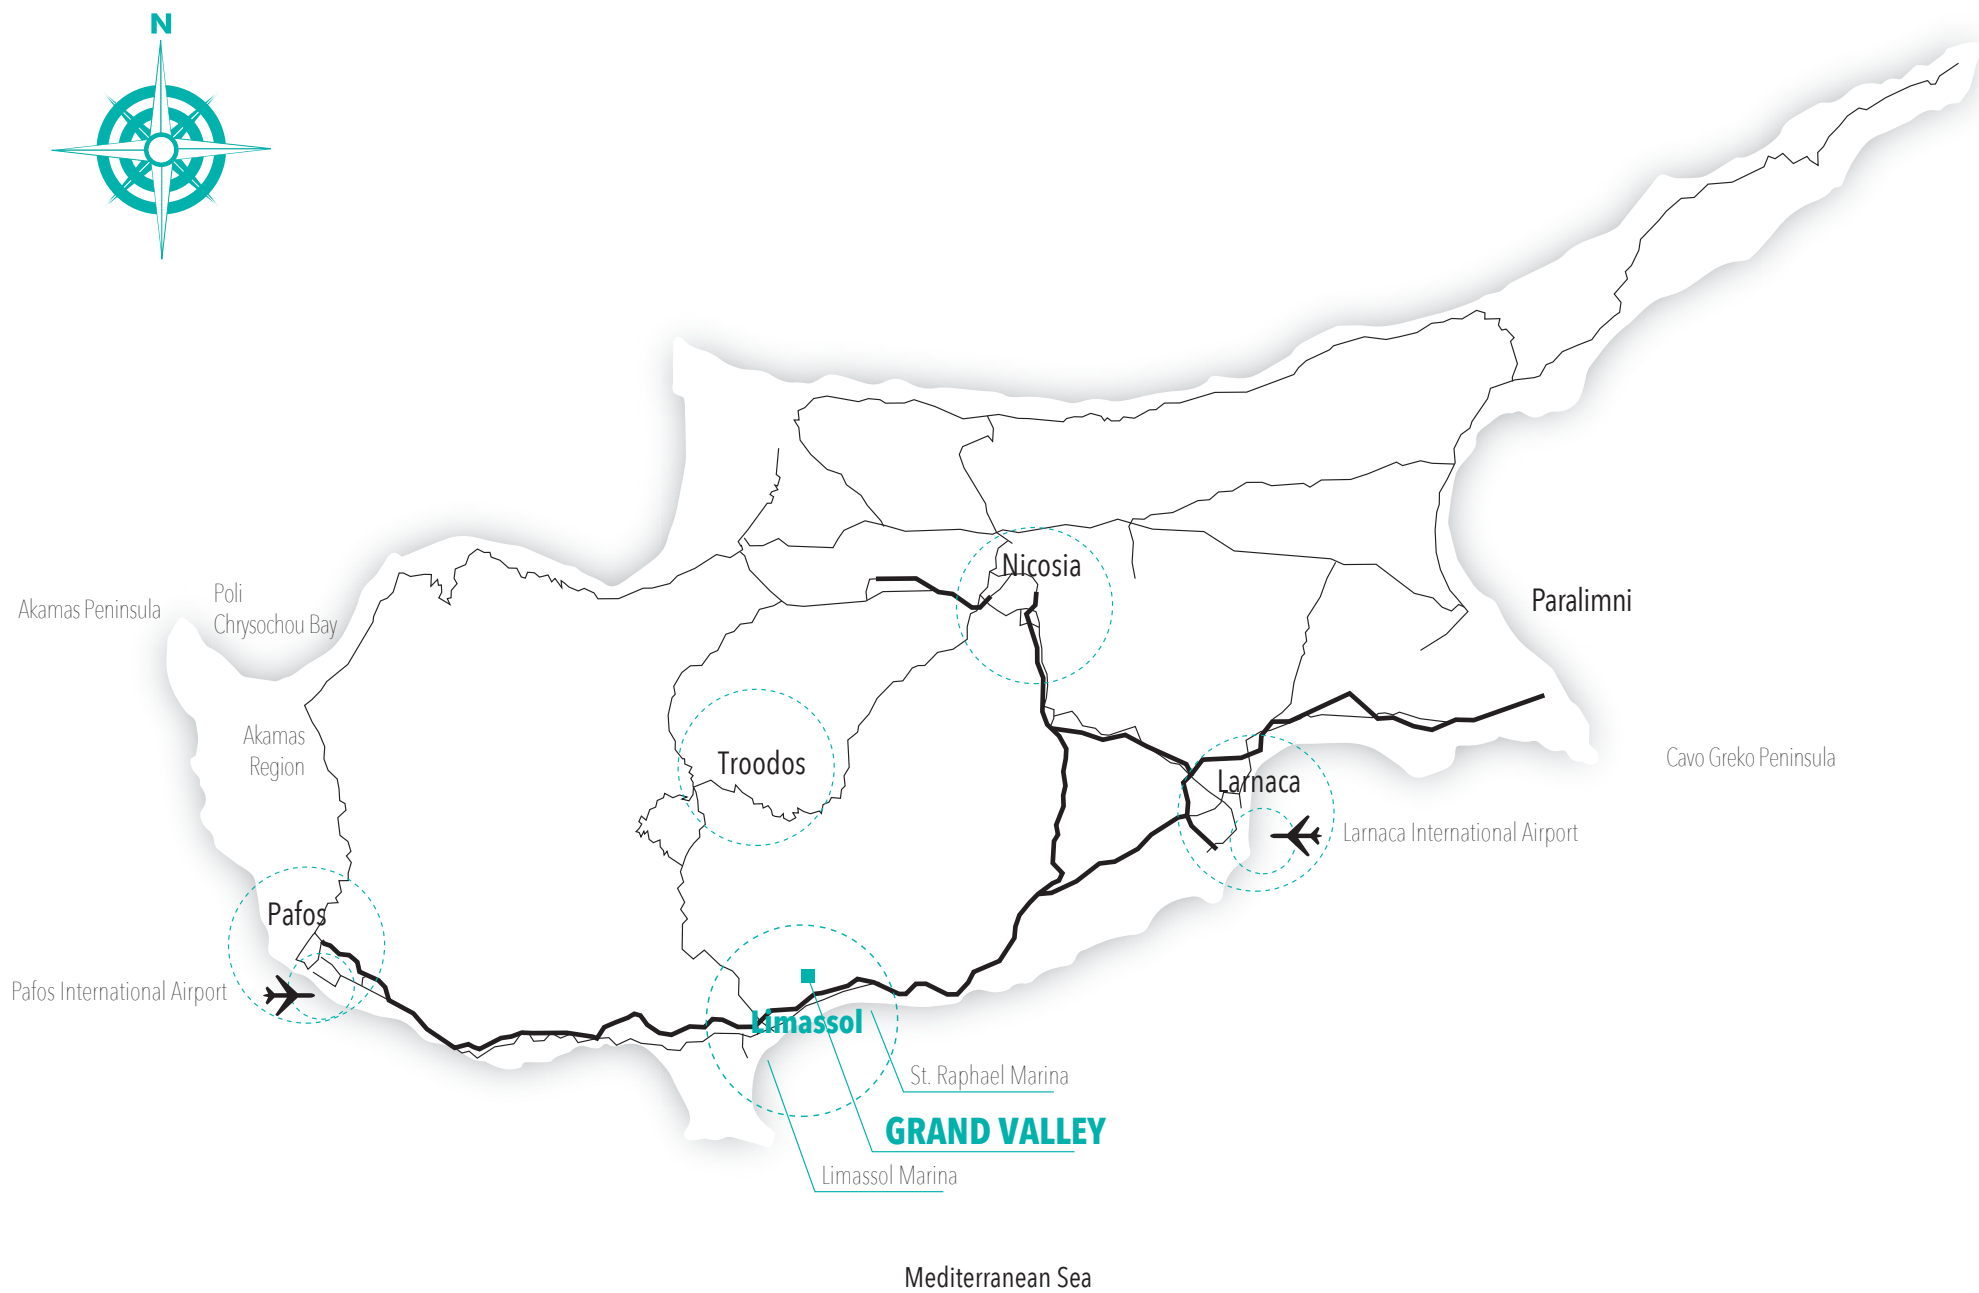 N
Nicosia
Akamas Peninsula
Poli
Chrysochou Bay
Paralimni
Akamas
Region
Troodos
Cavo Greko Peninsula
Larnaca
Larnaca International Airport
Pafos
Pafos International Airport
Limassol
St. Raphael Marina
GRAND VALLEY
Limassol Marina
Mediterranean Sea